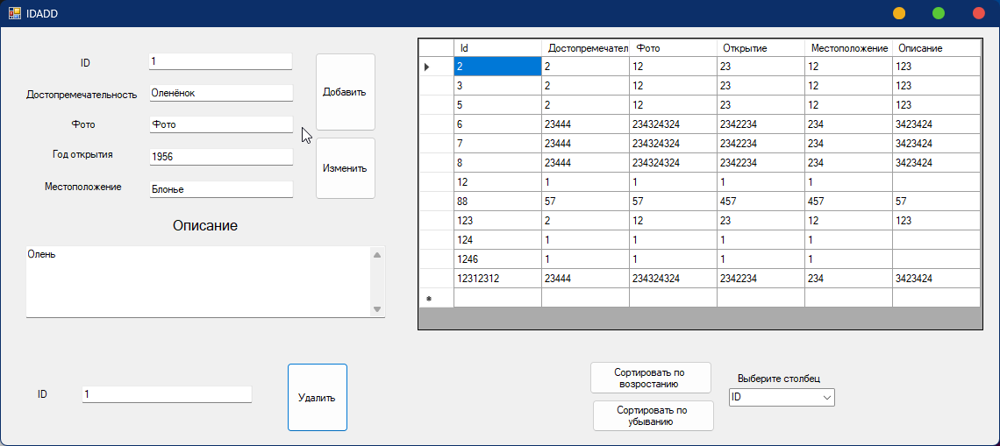 IDADD
ID 1
Достопремечательность Оленёнок
Фото Фото
Год открытия 1956
Местоположение Блонье
Добавить
Изменить
Описание
Олень
ID 1
Удалить
Id Достопремечател Фото Открытие Местоположение Описание
2 2 12 23 12 123
3 2 12 23 12 123
5 2 12 23 12 123
6 23444 234324324 2342234 234 3423424
7 23444 234324324 2342234 234 3423424
8 23444 234324324 2342234 234 3423424
12 1 1 1 1
88 57 57 457 457 57
123 2 12 23 12 123
124 1 1 1 1
1246 1 1 1 1
12312312 23444 234324324 2342234 234 3423424
Сортировать по
возростанию
Сортировать по
убыванию
Выберите столбец
ID